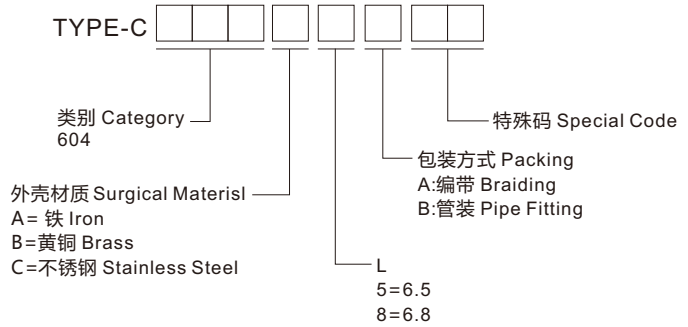 TYPE-C
类别 Category
604
特殊码 Special Code
包装方式 Packing
A:编带 Braiding
B:管装 Pipe Fitting
外壳材质 Surgical Materisl
A= 铁 Iron
B=黄铜 Brass
C=不锈钢 Stainless Steel
L
5=6.5
8=6.8